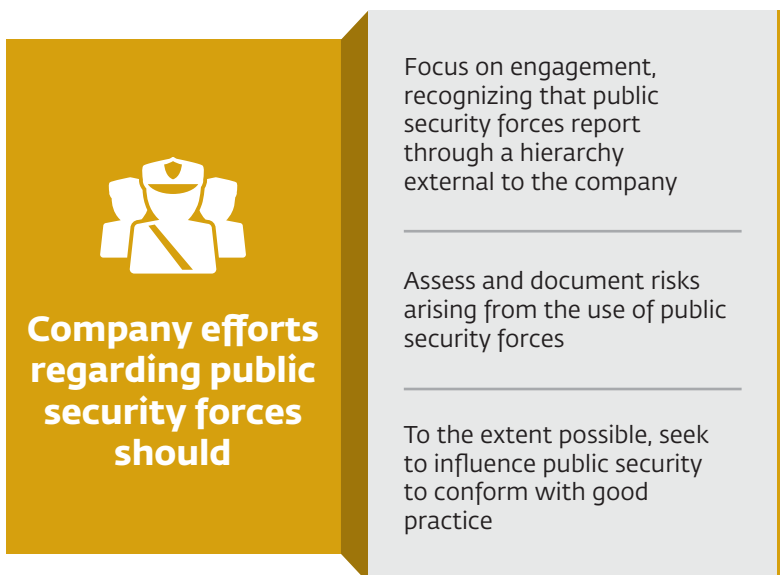 Company efforts
regarding public
security forces
should
Focus on engagement,
recognizing that public
security forces report
through a hierarchy
external to the company
Assess and document risks
arising from the use of public
security forces
To the extent possible, seek
to influence public security
to conform with good
practice